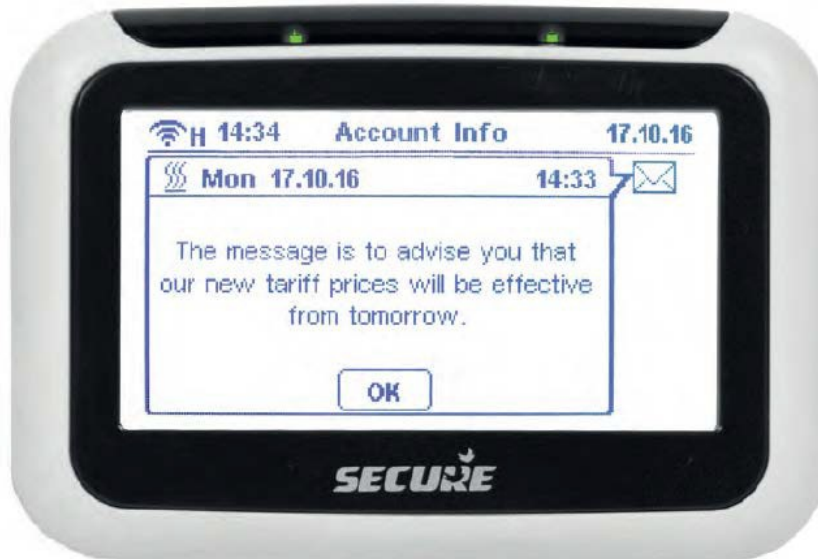 H 14:34 Account Info 17.10.16
Mon 17.10.16 14:33
The message is to advise you that
our new tariff prices will be effective
from tomorrow.
OK
SECURE